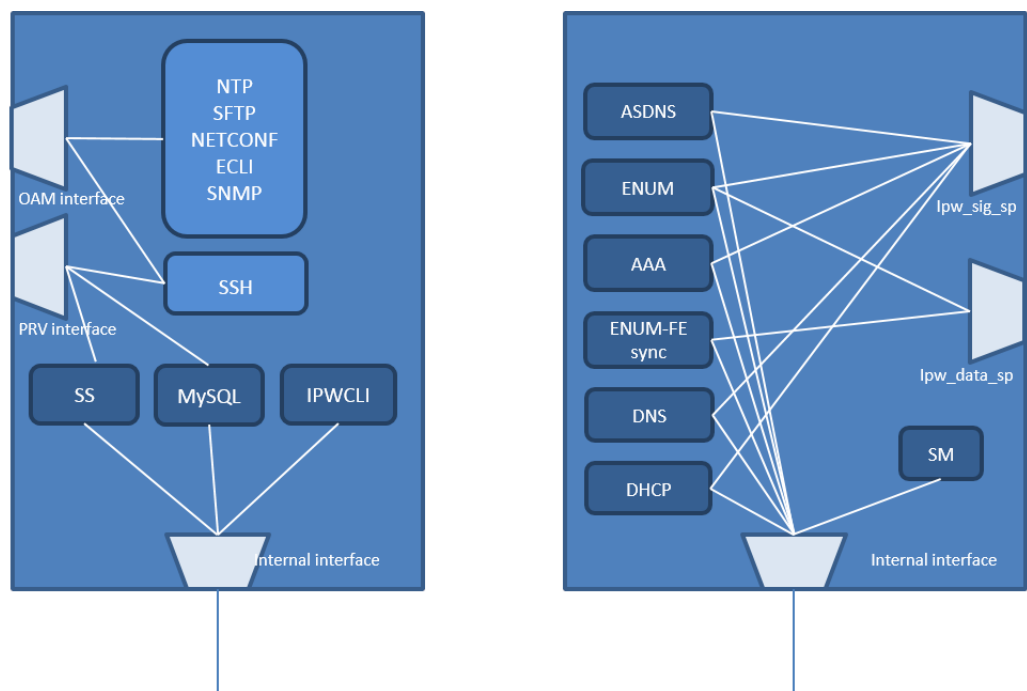 NTP
SFTP
NETCONF
ECLI
SNMP
OAM interface
SSH
PRV interface
SS
MySQL
IPWCLI
Internal interface
ASDNS
ENUM
Ipw_sig_sp
AAA
ENUM-FE
sync
Ipw_data_sp
DNS
SM
DHCP
Internal interface